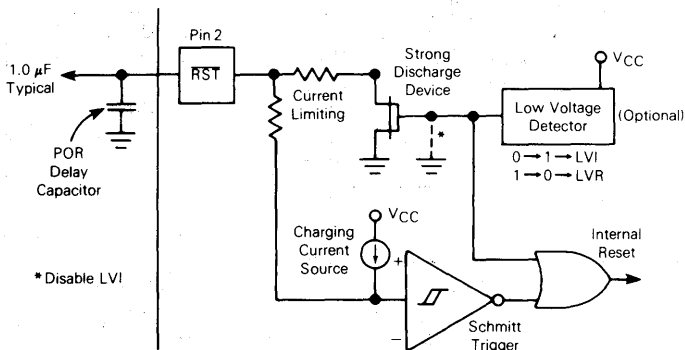 Pin 2
RST
1.0 µF
Typical
POR
Delay
Capacitor
Current
Limiting
Strong
Discharge
Device
*
VCC
Low Voltage
Detector
(Optional)
0→1→LVI
1→0→LVR
VCC
Charging
Current
Source
+
−
Schmitt
Trigger
Internal
Reset
*Disable LVI